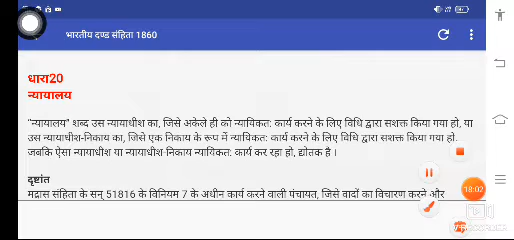 भारतीय दण्ड संहिता 1860
धारा20
न्यायालय
"न्यायालय" शब्द उस न्यायाधीश का, जिसे अकेले ही को न्यायिकत: कार्य करने के लिए विधि द्वारा सशक्त किया गया हो, या
उस न्यायाधीश-निकाय का, जिसे एक निकाय के रूप में न्यायिकत: कार्य करने के लिए विधि द्वारा सशक्त किया गया हो.
जबकि ऐसा न्यायाधीश या न्यायाधीश-निकाय न्यायिकत: कार्य कर रहा हो, द्योतक है ।
दृष्टांत
मद्रास संहिता के सन् 51816 के विनियम 7 के अधीन कार्य करने वाली पंचायत, जिसे वादों का विचारण करने और
18:02